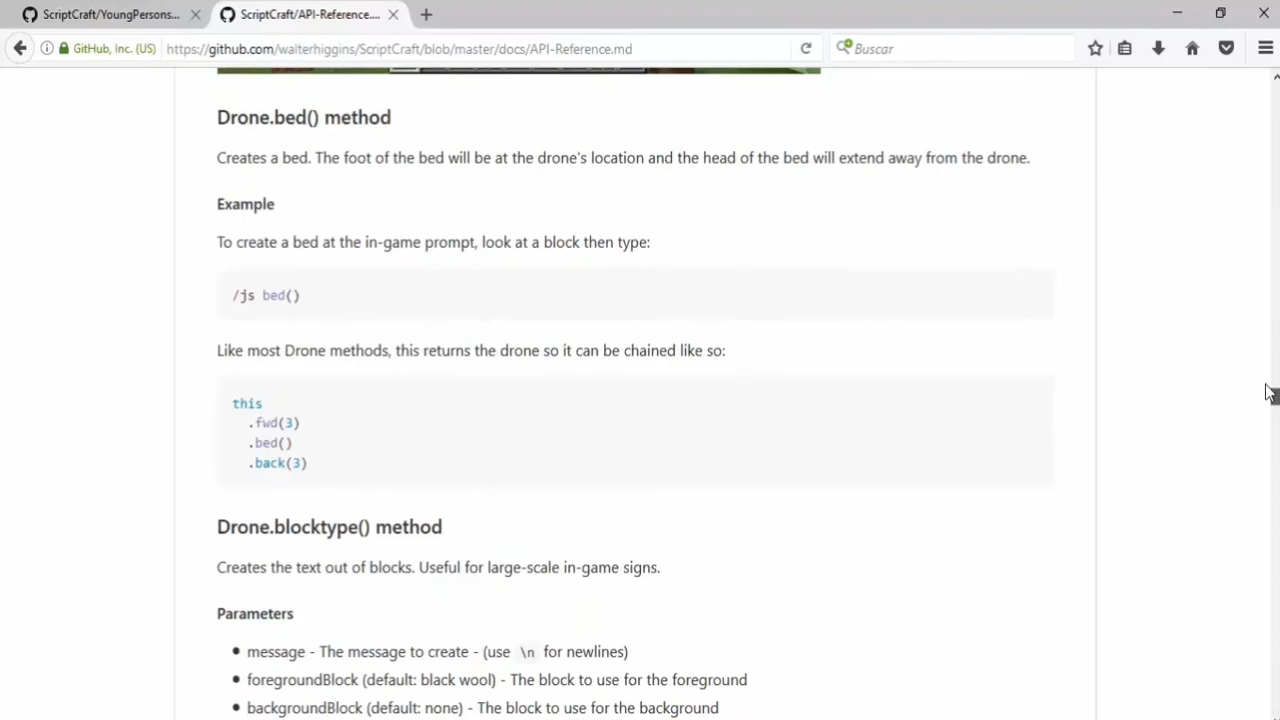 ScriptCraft/YoungPersons...
ScriptCraft/API-Reference....
GitHub, Inc. (US)
https://github.com/walterhiggins/ScriptCraft/blob/master/docs/API-Reference.md
Buscar
Drone.bed() method
Creates a bed. The foot of the bed will be at the drone's location and the head of the bed will extend away from the drone.
Example
To create a bed at the in-game prompt, look at a block then type:
/js bed()
Like most Drone methods, this returns the drone so it can be chained like so:
this
.fwd(3)
.bed()
.back(3)
Drone.blocktype() method
Creates the text out of blocks. Useful for large-scale in-game signs.
Parameters
message - The message to create - (use \n for newlines)
foregroundBlock (default: black wool) - The block to use for the foreground
backgroundBlock (default: none) - The block to use for the background